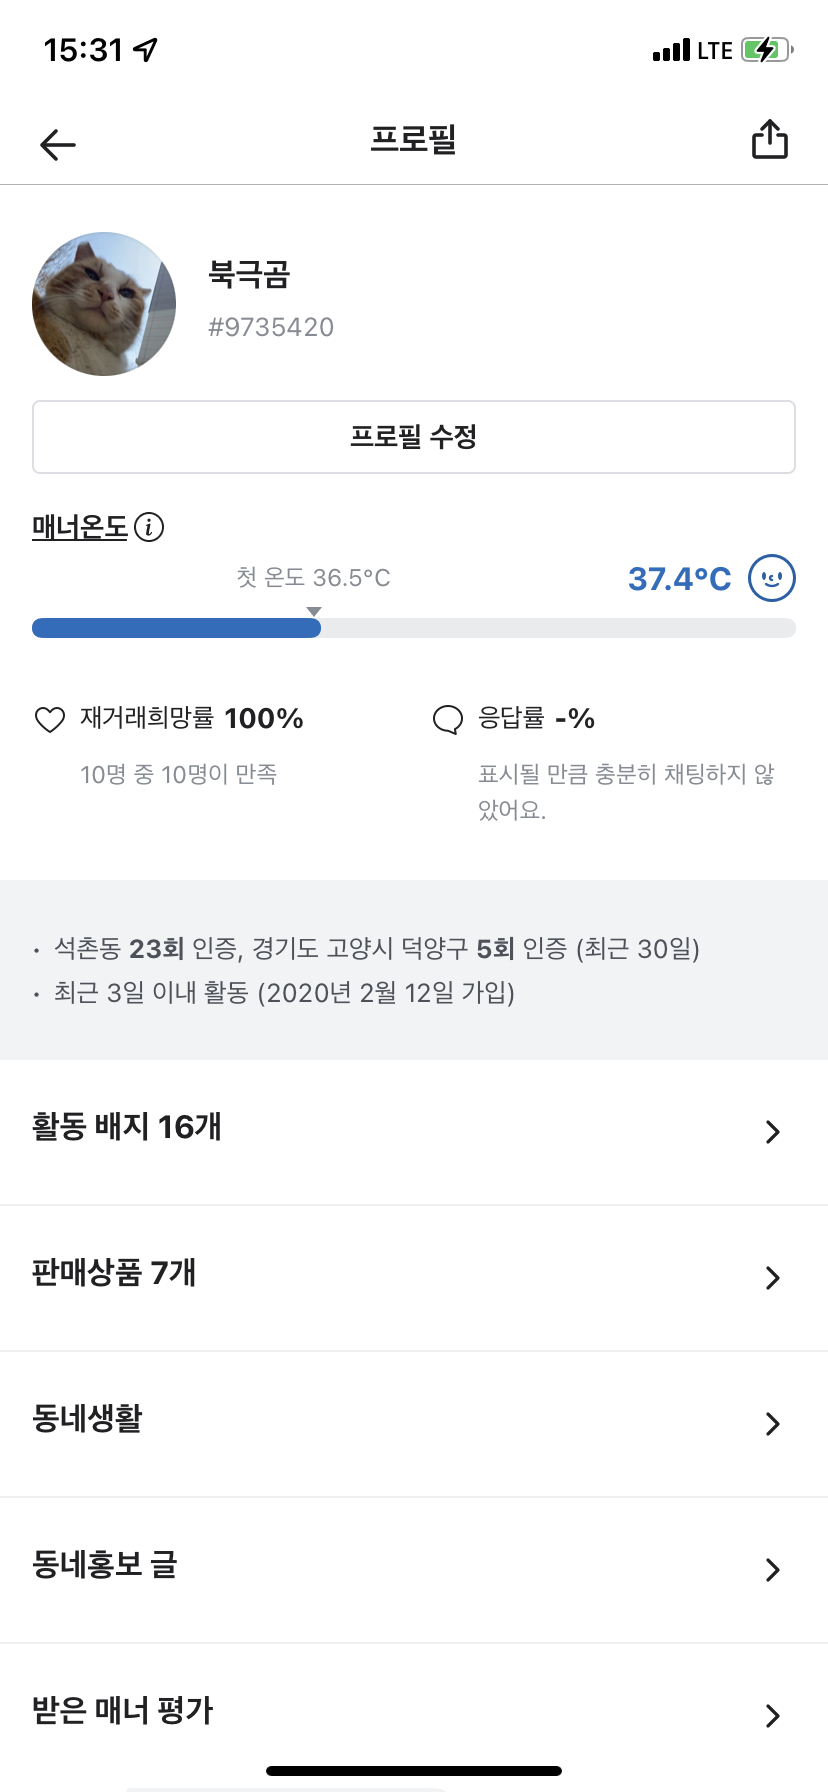 15:31
LTE
프로필
북극곰
#9735420
프로필 수정
매너온도
첫 온도 36.5°C
37.4°C
재거래희망률 100%
10명 중 10명이 만족
응답률 -%
표시될 만큼 충분히 채팅하지 않
았어요.
· 석촌동 23회 인증, 경기도 고양시 덕양구 5회 인증 (최근 30일)
· 최근 3일 이내 활동 (2020년 2월 12일 가입)
활동 배지 16개
판매상품 7개
동네생활
동네홍보 글
받은 매너 평가